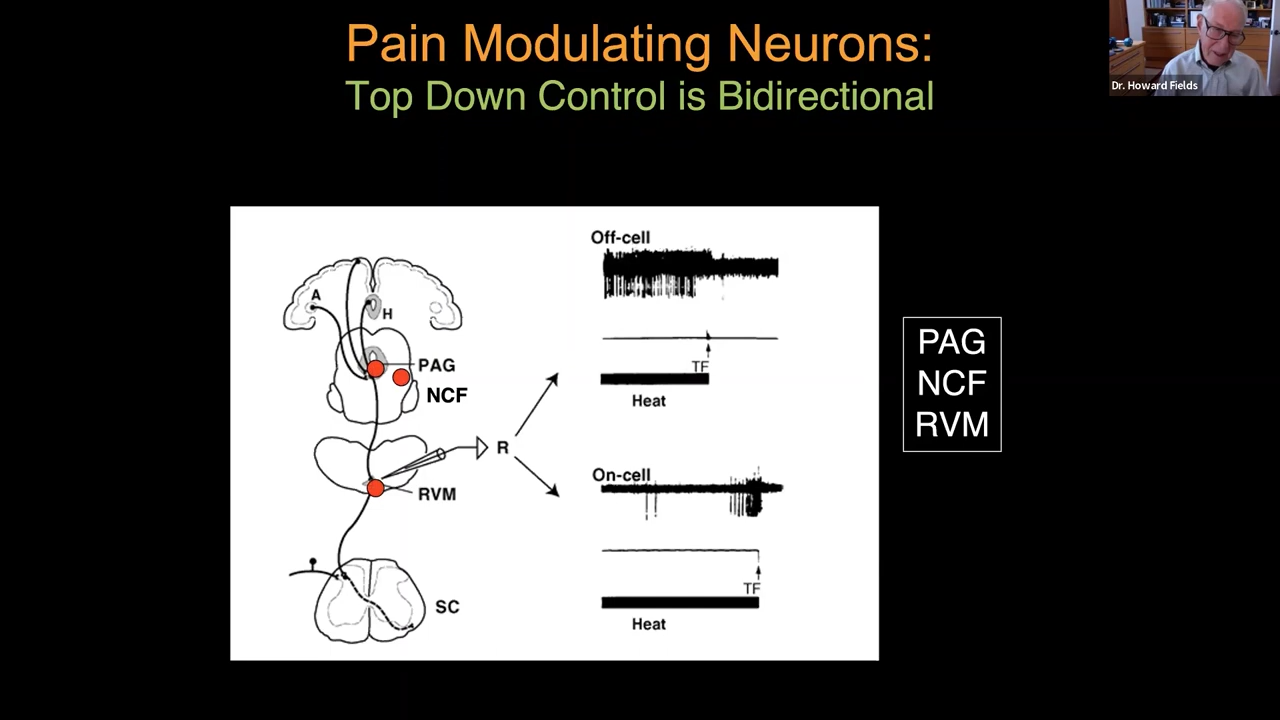 Pain Modulating Neurons:
Top Down Control is Bidirectional
Dr. Howard Fields
A
H
PAG
NCF
R
RVM
SC
Off-cell
TF
Heat
On-cell
TF
Heat
PAG
NCF
RVM